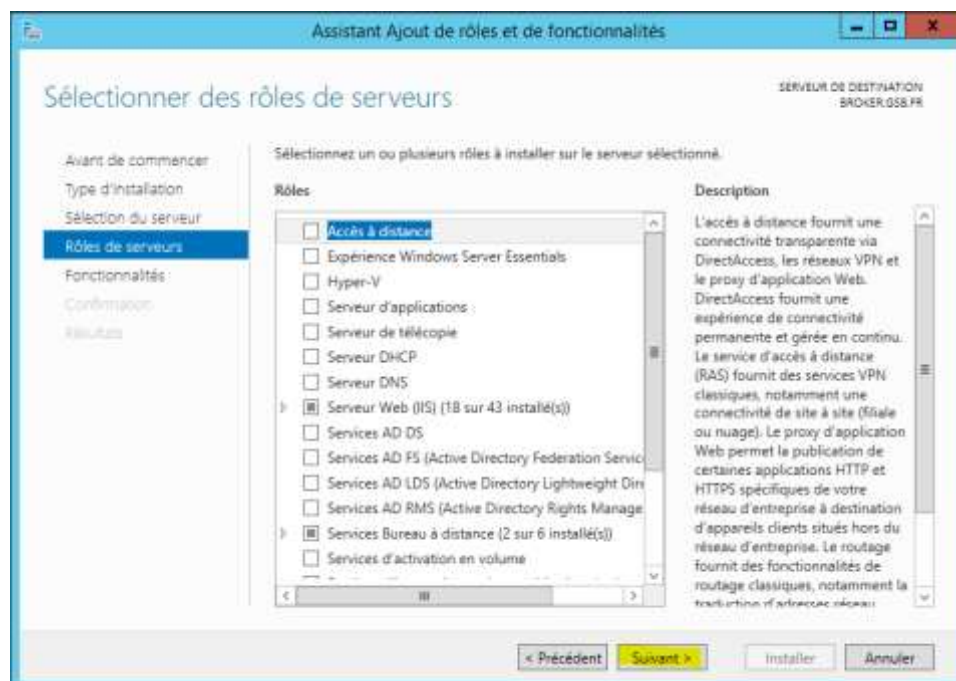 Assistant Ajout de rôles et de fonctionnalités
Sélectionner des rôles de serveurs
SERVEUR DE DESTINATION
BROKER.GSB.FR
Avant de commencer
Type d'installation
Sélection du serveur
Rôles de serveurs
Fonctionnalités
Confirmation
Résultats
Sélectionnez un ou plusieurs rôles à installer sur le serveur sélectionné.
Rôles
Accès à distance
Expérience Windows Server Essentials
Hyper-V
Serveur d'applications
Serveur de télécopie
Serveur DHCP
Serveur DNS
Serveur Web (IIS) (18 sur 43 installé(s))
Services AD DS
Services AD FS (Active Directory Federation Servic
Services AD LDS (Active Directory Lightweight Dire
Services AD RMS (Active Directory Rights Manage
Services Bureau à distance (2 sur 6 installé(s))
Services d'activation en volume
Description
L'accès à distance fournit une
connectivité transparente via
DirectAccess, les réseaux VPN et
le proxy d'application Web.
DirectAccess fournit une
expérience de connectivité
permanente et gérée en continu.
Le service d'accès à distance
(RAS) fournit des services VPN
classiques, notamment une
connectivité de site à site (filiale
ou nuage). Le proxy d'application
Web permet la publication de
certaines applications HTTP et
HTTPS spécifiques de votre
réseau d'entreprise à destination
d'appareils clients situés hors du
réseau d'entreprise. Le routage
fournit des fonctionnalités de
routage classiques, notamment la
traduction d'adresses réseau
< Précédent
Suivant >
Installer
Annuler